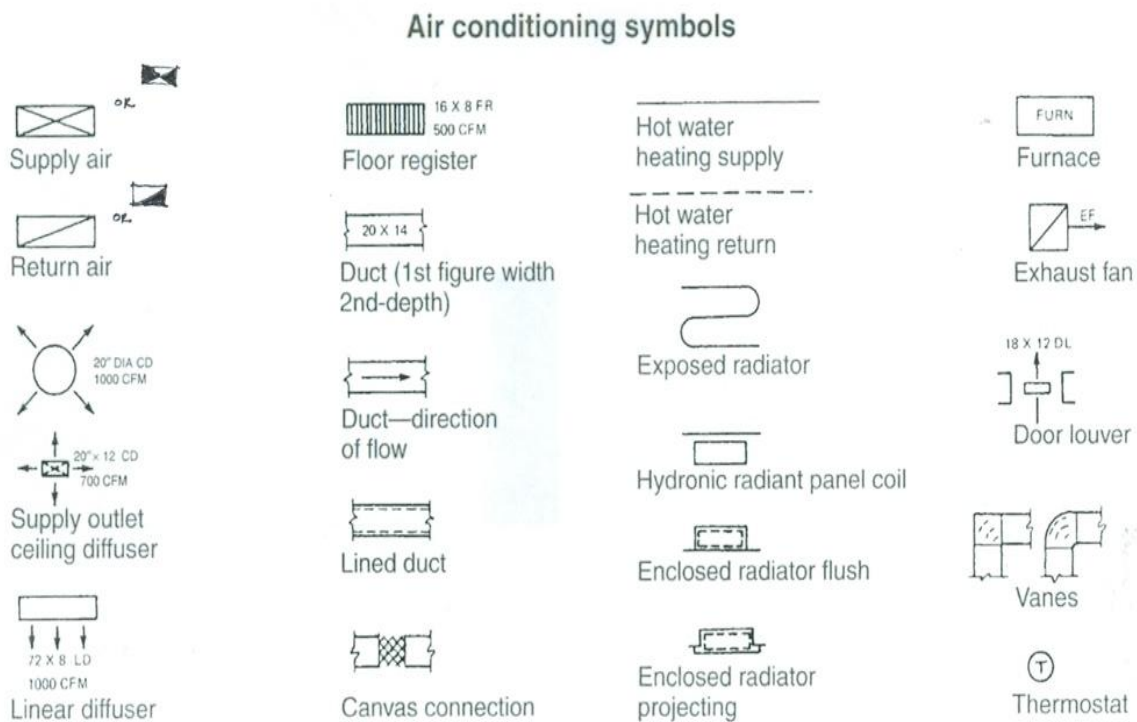 Air conditioning symbols
OR
Supply air
OR
Return air
20" DIA CD
1000 CFM
20" x 12 CD
700 CFM
Supply outlet
ceiling diffuser
72 X 8 LD
1000 CFM
Linear diffuser
16 X 8 FR
500 CFM
Floor register
20 X 14
Duct (1st figure width
2nd-depth)
Duct—direction
of flow
Lined duct
Canvas connection
Hot water
heating supply
Hot water
heating return
Exposed radiator
Hydronic radiant panel coil
Enclosed radiator flush
Enclosed radiator
projecting
FURN
Furnace
EF
Exhaust fan
18 X 12 DL
Door louver
Vanes
T
Thermostat